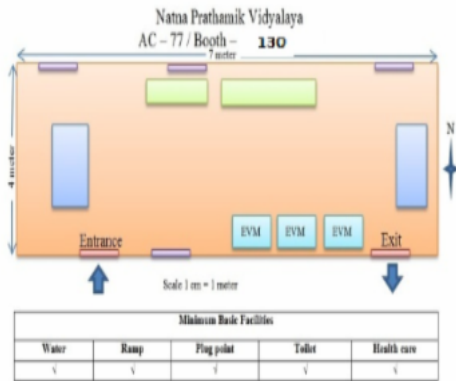 Natna Prathamik Vidyalaya
AC – 77 / Booth – 130
7 meter
4 meter
N
EVM EVM EVM
Entrance Exit
Scale 1 cm = 1 meter
Minimum Basic Facilities
Water Ramp Plug point Toilet Health care
√ √ √ √ √